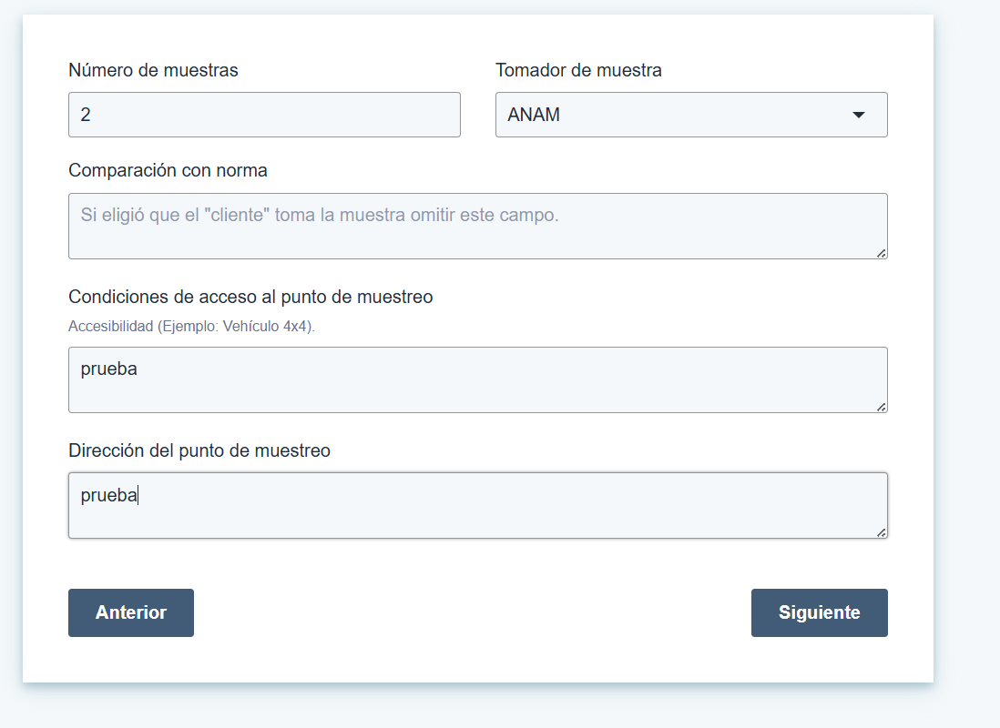 Número de muestras
Tomador de muestra
2
ANAM
Comparación con norma
Si eligió que el "cliente" toma la muestra omitir este campo.
Condiciones de acceso al punto de muestreo
Accesibilidad (Ejemplo: Vehículo 4x4).
prueba
Dirección del punto de muestreo
prueba
Anterior
Siguiente